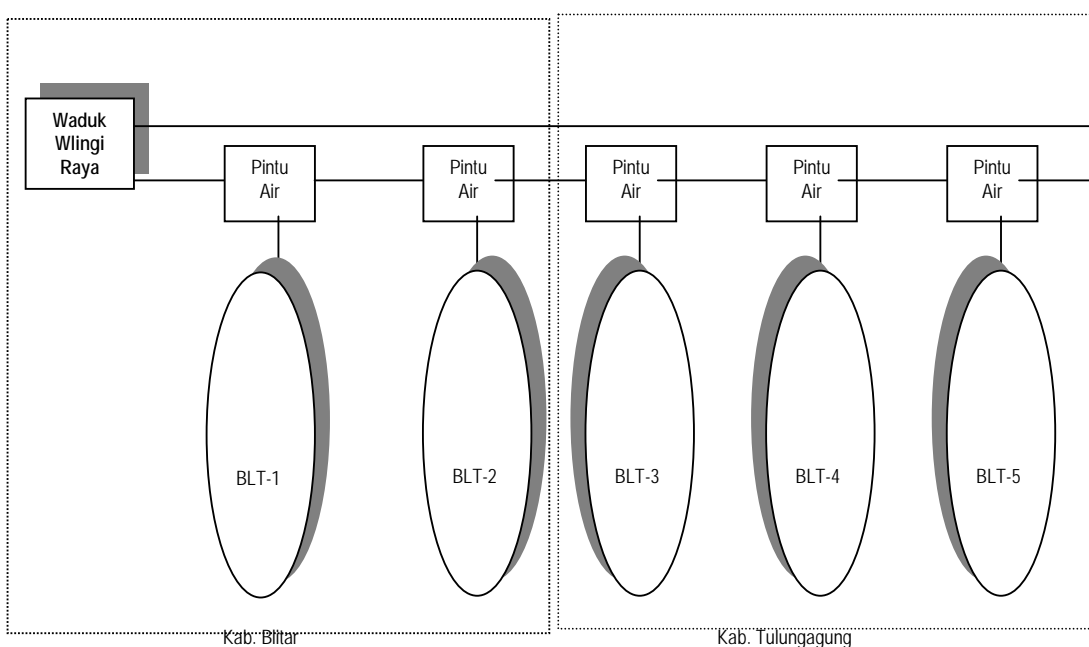 Waduk
Wlingi
Raya
Pintu
Air
Pintu
Air
Pintu
Air
Pintu
Air
Pintu
Air
BLT-1
BLT-2
BLT-3
BLT-4
BLT-5
Kab. Blitar
Kab. Tulungagung